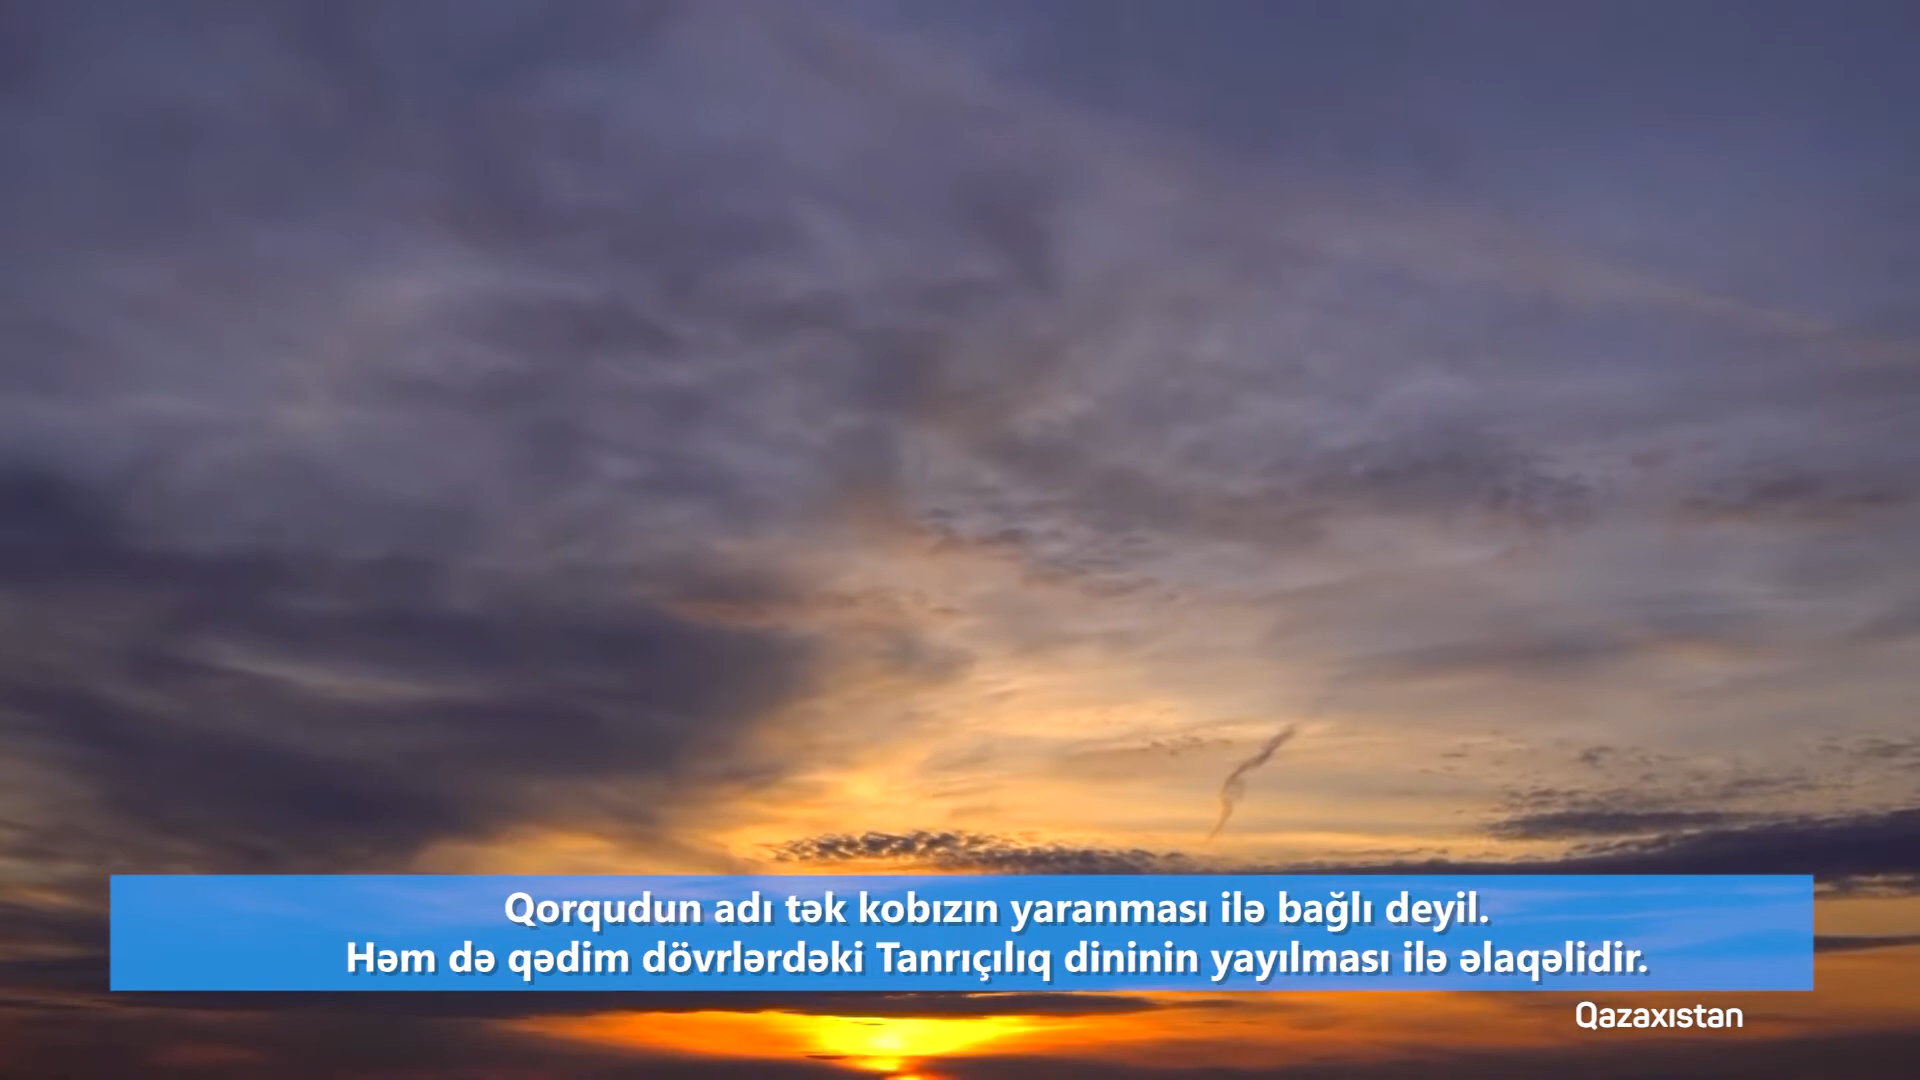 Qorqudun adı tək kobızın yaranması ilə bağlı deyil.
Həm də qədim dövrlərdəki Tanrıçılıq dininin yayılması ilə əlaqəlidir.
Qazaxıstan